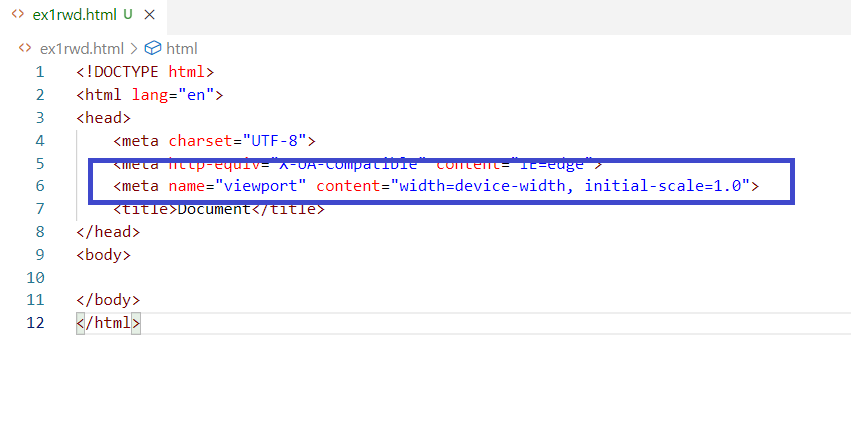 ex1rwd.html U
ex1rwd.html > html
1 <!DOCTYPE html>
2 <html lang="en">
3 <head>
4 <meta charset="UTF-8">
5 <meta http-equiv="X-UA-Compatible" content="IE=edge">
6 <meta name="viewport" content="width=device-width, initial-scale=1.0">
7 <title>Document</title>
8 </head>
9 <body>
10
11 </body>
12 </html>